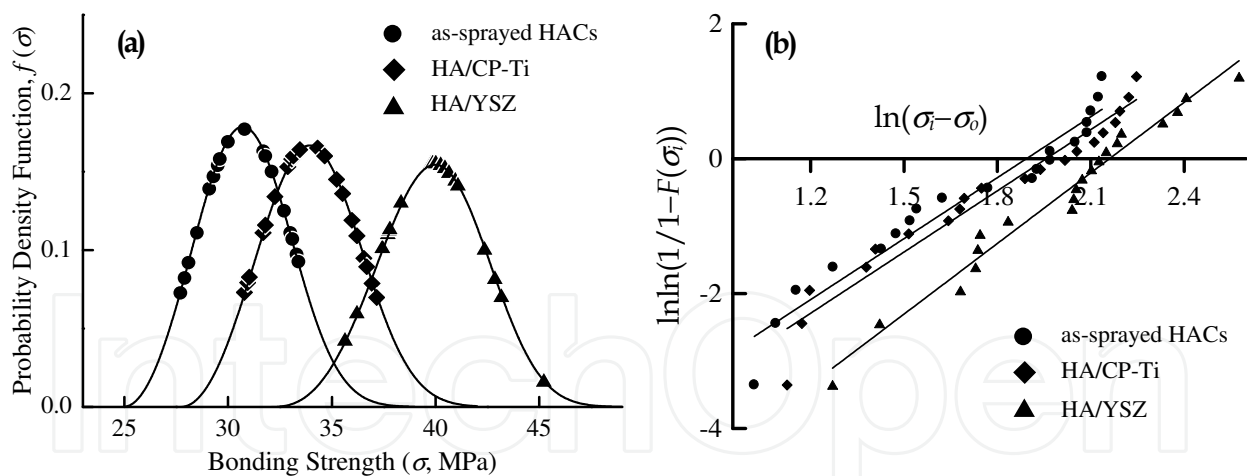 (a)
as-sprayed HACs
HA/CP-Ti
HA/YSZ
Probability Density Function, f (σ)
0.2
0.1
0.0
25 30 35 40 45
Bonding Strength (σ, MPa)
(b)
ln(σᵢ−σₒ)
lnln(1/1−F(σᵢ)
2
0
-2
-4
1.2 1.5 1.8 2.1 2.4
as-sprayed HACs
HA/CP-Ti
HA/YSZ
InTechOpen